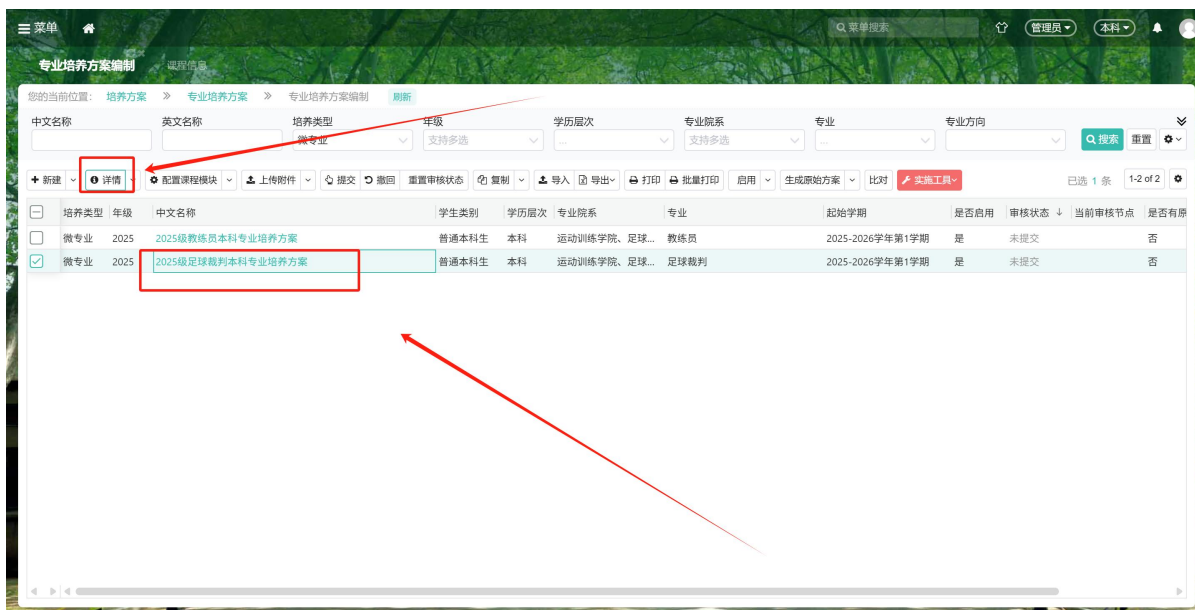 菜单 菜单搜索 管理员 本科
专业培养方案编制 课程信息
您的当前位置： 培养方案 》 专业培养方案 》 专业培养方案编制 刷新
中文名称 英文名称 培养类型 年级 学历层次 专业院系 专业 专业方向
微专业 支持多选 ... 支持多选 ... 搜索 重置
+ 新建 详情 配置课程模块 上传附件 提交 撤回 重置审核状态 复制 导入 导出 打印 批量打印 启用 生成原始方案 比对 实施工具 已选 1 条 1-2 of 2
培养类型 年级 中文名称 学生类别 学历层次 专业院系 专业 起始学期 是否启用 审核状态 当前审核节点 是否有原
微专业 2025 2025级教练员本科专业培养方案 普通本科生 本科 运动训练学院、足球... 教练员 2025-2026学年第1学期 是 未提交 否
微专业 2025 2025级足球裁判本科专业培养方案 普通本科生 本科 运动训练学院、足球... 足球裁判 2025-2026学年第1学期 是 未提交 否